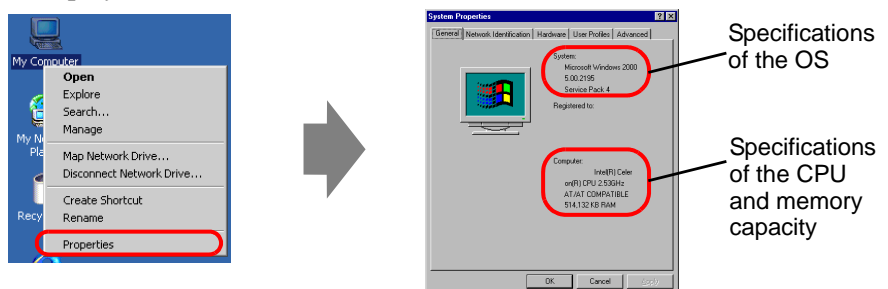 My Computer
Open
Explore
Search...
Manage
My N
Pla
Map Network Drive...
Disconnect Network Drive...
Create Shortcut
Recy
Rename
Properties
System Properties
General
Network Identification
Hardware
User Profiles
Advanced
System:
Microsoft Windows 2000
5.00.2195
Service Pack 4
Registered to:
Computer:
Intel(R) Celer
on(R) CPU 2.53GHz
AT/AT COMPATIBLE
514,132 KB RAM
OK
Cancel
Apply
Specifications
of the OS
Specifications
of the CPU
and memory
capacity